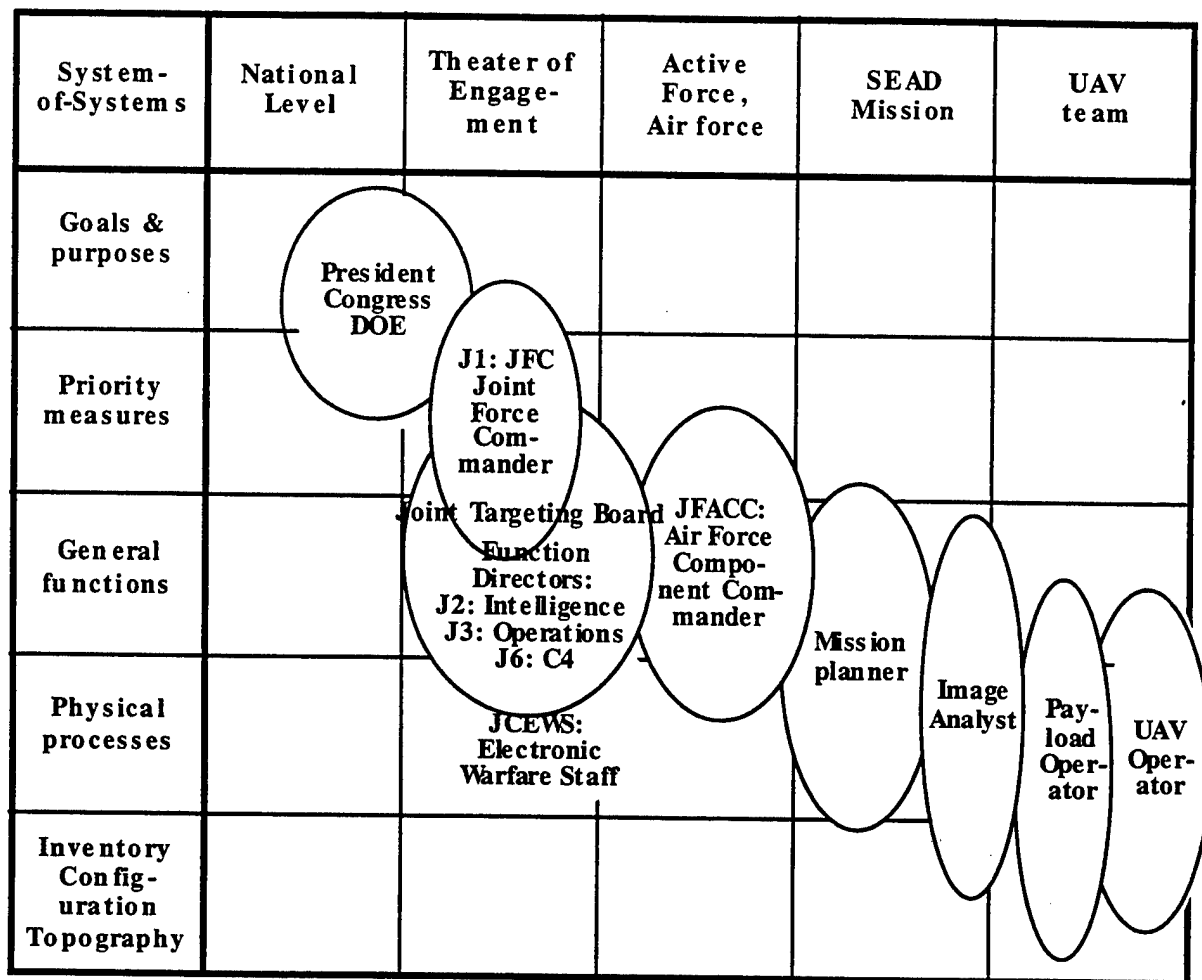 System-
of-Systems
National
Level
Theater of
Engage-
ment
Active
Force,
Air force
SEAD
Mission
UAV
team
Goals &
purposes
President
Congress
DOE
Priority
measures
J1: JFC
Joint
Force
Com-
mander
General
functions
Joint Targeting Board
Function
Directors:
J2: Intelligence
J3: Operations
J6: C4
JFACC:
Air Force
Compo-
nent Com-
mander
Mission
planner
Physical
processes
JCEWS:
Electronic
Warfare Staff
Image
Analyst
Pay-
load
Oper-
ator
UAV
Oper-
ator
Inventory
Config-
uration
Topography